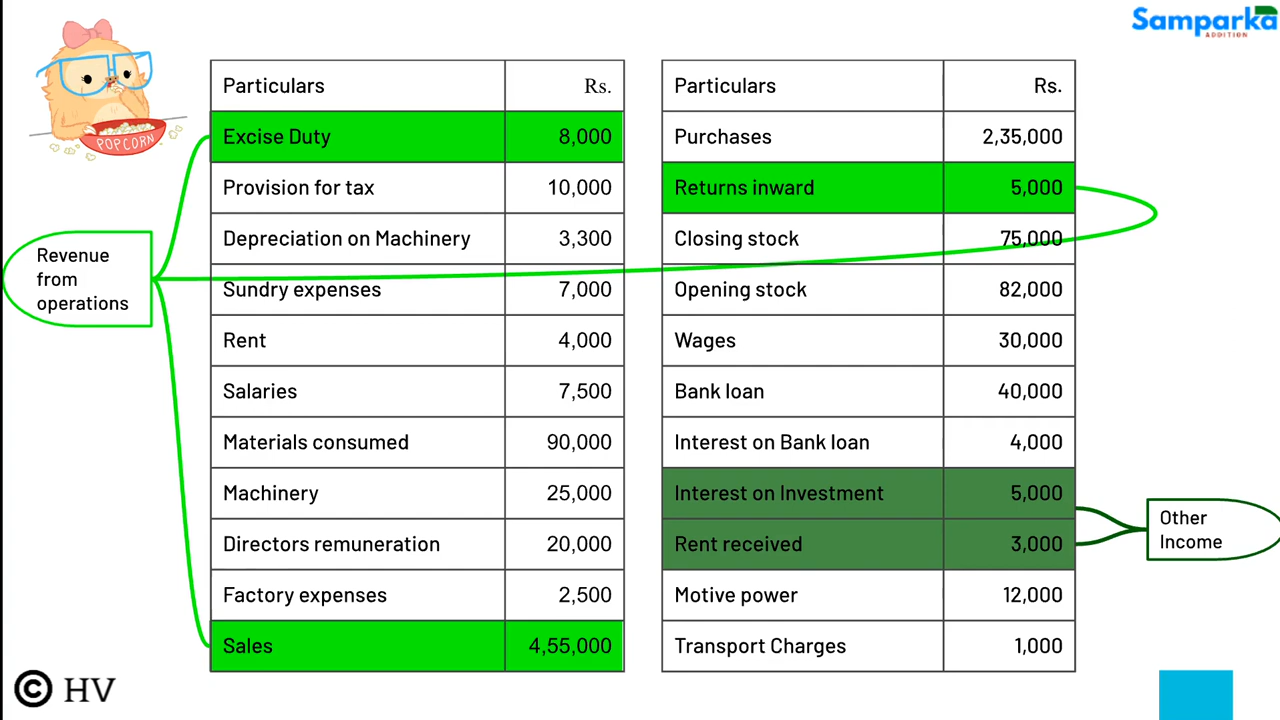 Samparka
ADDITION
POPCORN
Revenue
from
operations
Particulars Rs.
Excise Duty 8,000
Provision for tax 10,000
Depreciation on Machinery 3,300
Sundry expenses 7,000
Rent 4,000
Salaries 7,500
Materials consumed 90,000
Machinery 25,000
Directors remuneration 20,000
Factory expenses 2,500
Sales 4,55,000
Particulars Rs.
Purchases 2,35,000
Returns inward 5,000
Closing stock 75,000
Opening stock 82,000
Wages 30,000
Bank loan 40,000
Interest on Bank loan 4,000
Interest on Investment 5,000
Rent received 3,000
Motive power 12,000
Transport Charges 1,000
Other
Income
© HV